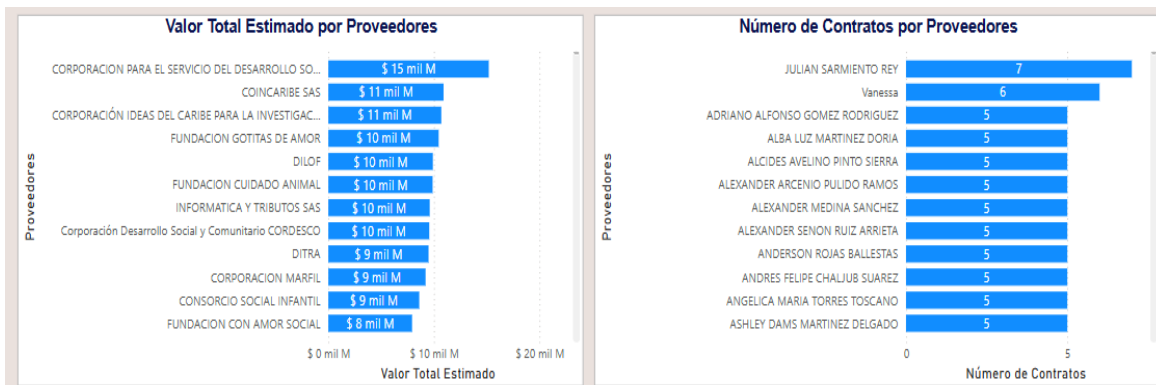 Valor Total Estimado por Proveedores
Proveedores
CORPORACION PARA EL SERVICIO DEL DESARROLLO SO... $ 15 mil M
COINCARIBE SAS $ 11 mil M
CORPORACIÓN IDEAS DEL CARIBE PARA LA INVESTIGAC... $ 11 mil M
FUNDACION GOTITAS DE AMOR $ 10 mil M
DILOF $ 10 mil M
FUNDACION CUIDADO ANIMAL $ 10 mil M
INFORMATICA Y TRIBUTOS SAS $ 10 mil M
Corporación Desarrollo Social y Comunitario CORDESCO $ 10 mil M
DITRA $ 9 mil M
CORPORACION MARFIL $ 9 mil M
CONSORCIO SOCIAL INFANTIL $ 9 mil M
FUNDACION CON AMOR SOCIAL $ 8 mil M
$ 0 mil M $ 10 mil M $ 20 mil M
Valor Total Estimado
Número de Contratos por Proveedores
Proveedores
JULIAN SARMIENTO REY 7
Vanessa 6
ADRIANO ALFONSO GOMEZ RODRIGUEZ 5
ALBA LUZ MARTINEZ DORIA 5
ALCIDES AVELINO PINTO SIERRA 5
ALEXANDER ARCENIO PULIDO RAMOS 5
ALEXANDER MEDINA SANCHEZ 5
ALEXANDER SENON RUIZ ARRIETA 5
ANDERSON ROJAS BALLESTAS 5
ANDRES FELIPE CHALJUB SUAREZ 5
ANGELICA MARIA TORRES TOSCANO 5
ASHLEY DAMS MARTINEZ DELGADO 5
0 5
Número de Contratos